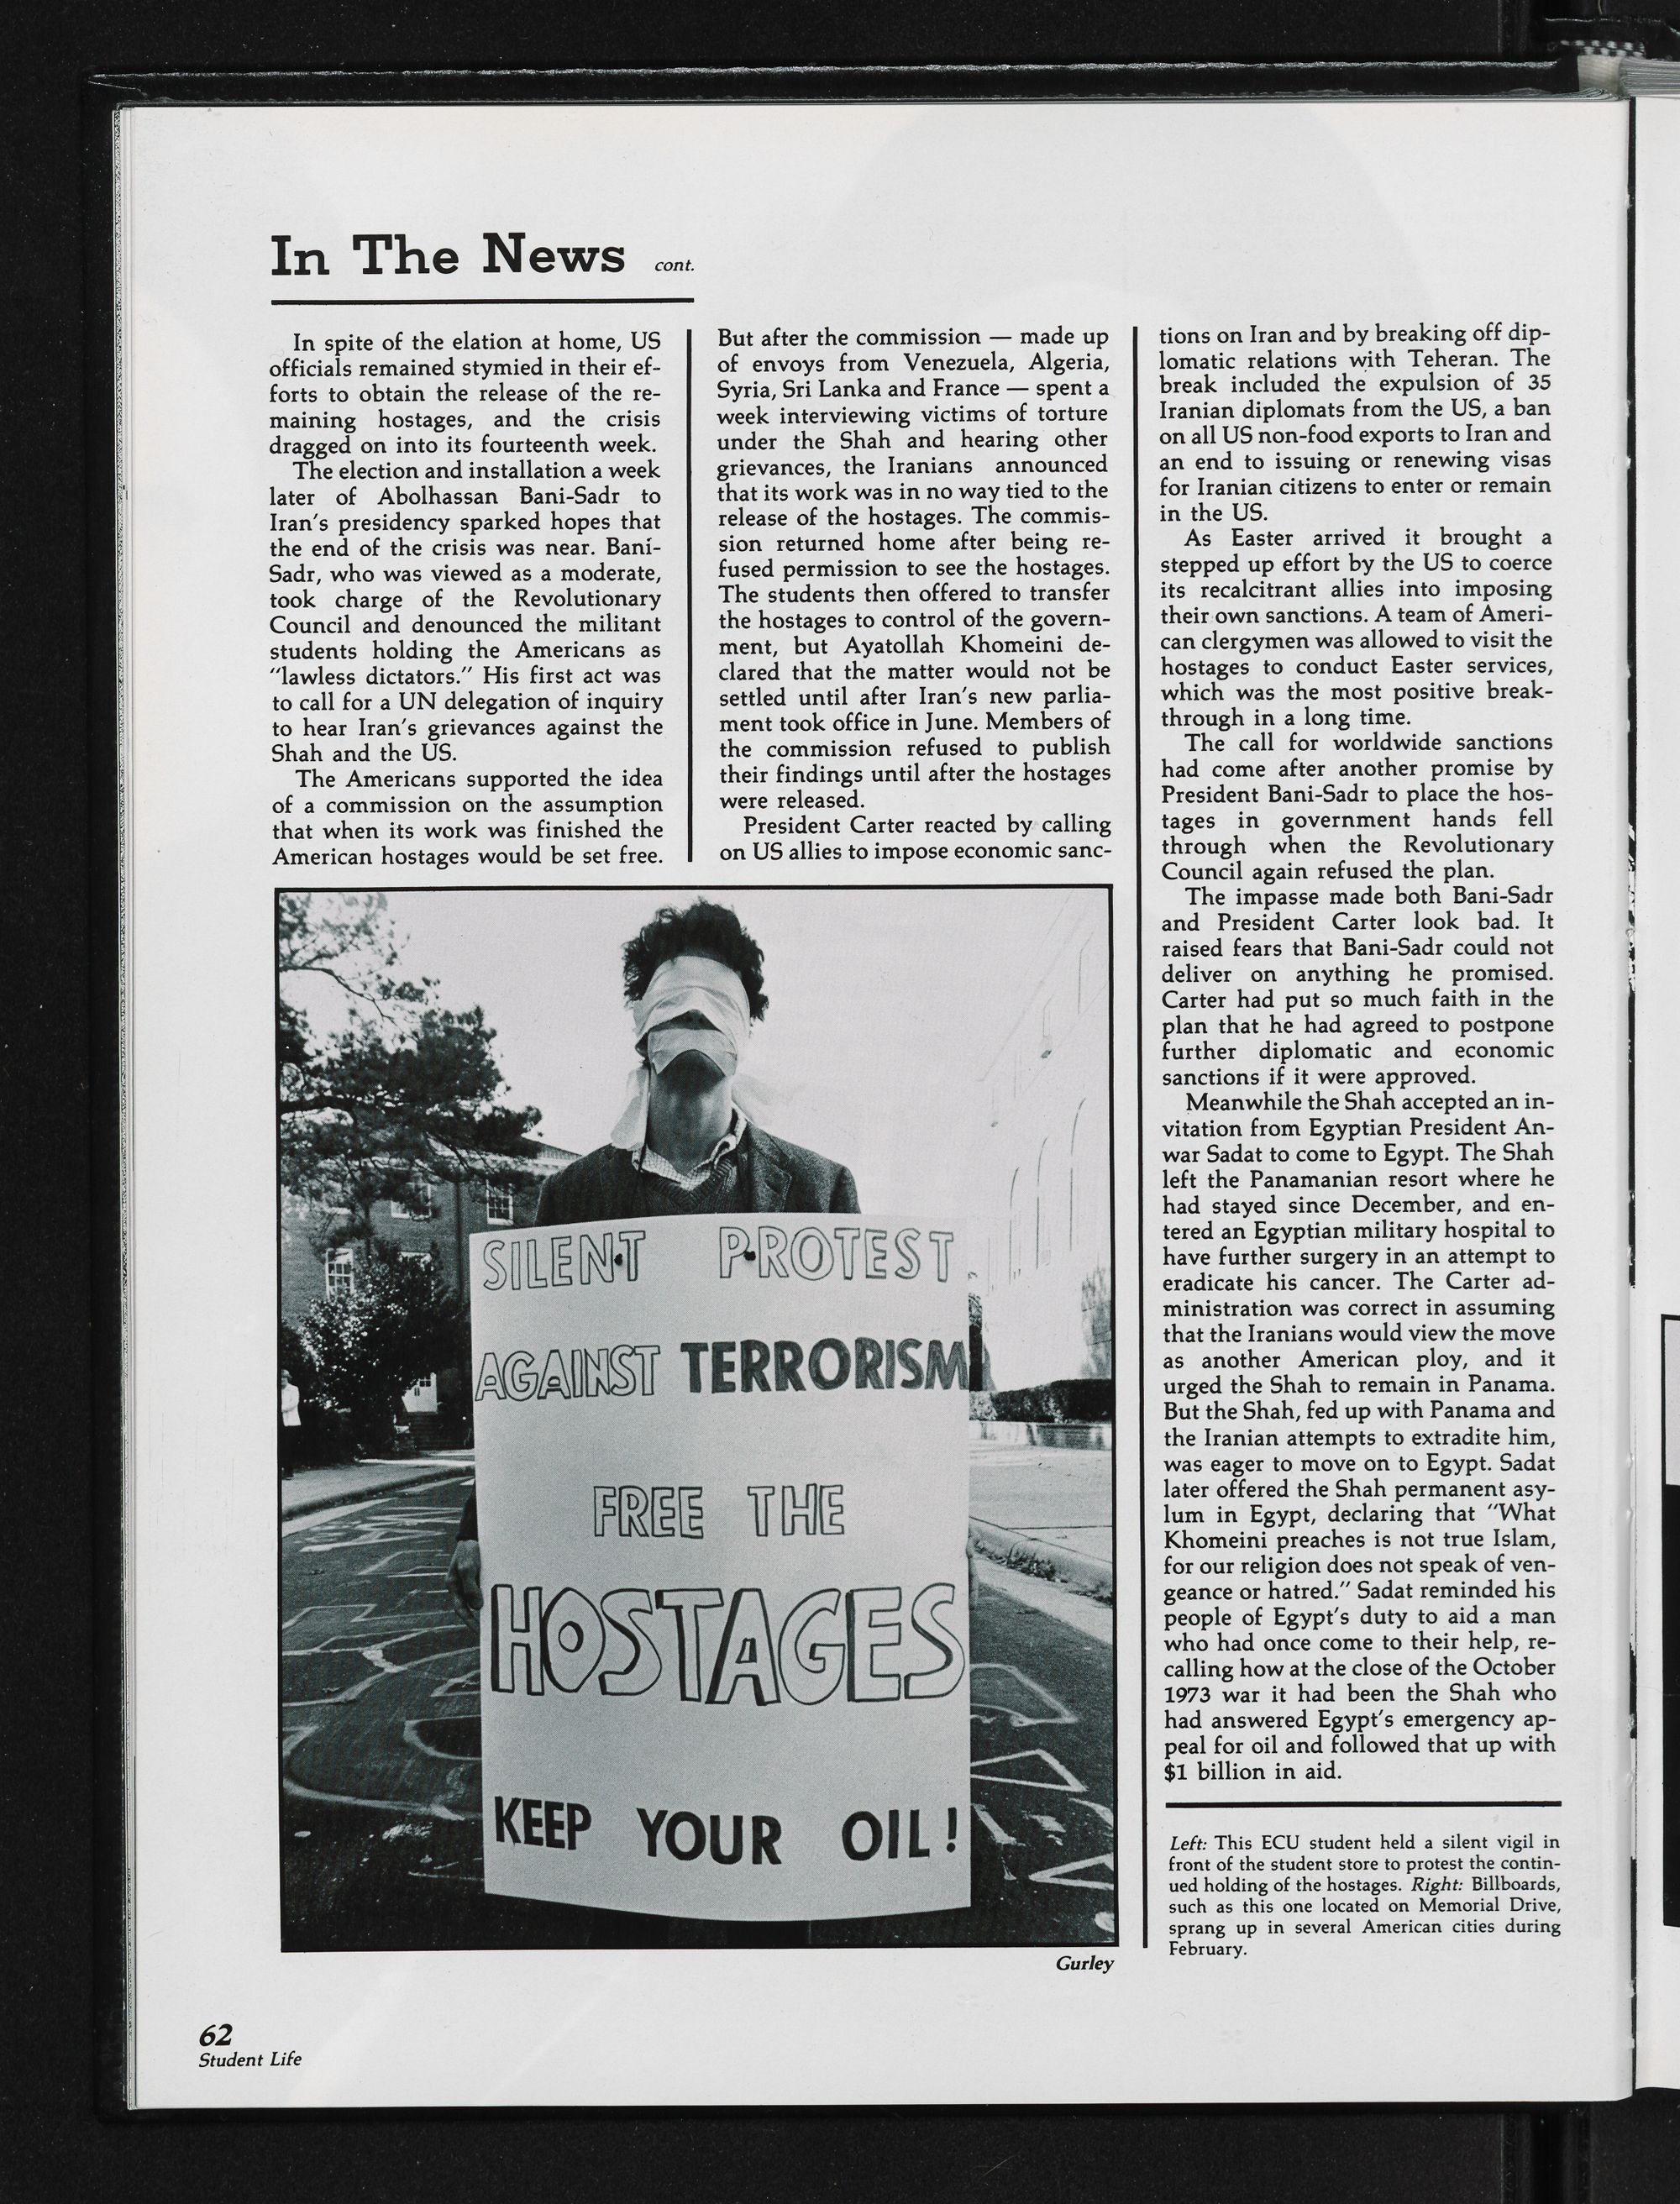 In The News cont.
In spite of the elation at home, US
officials remained stymied in their ef-
forts to obtain the release of the re-
maining hostages, and the crisis
dragged on into its fourteenth week.
The election and installation a week
later of Abolhassan Bani-Sadr to
Iran's presidency sparked hopes that
the end of the crisis was near. Bani-
Sadr, who was viewed as a moderate,
took charge of the Revolutionary
Council and denounced the militant
students holding the Americans as
"lawless dictators." His first act was
to call for a UN delegation of inquiry
to hear Iran's grievances against the
Shah and the US.
The Americans supported the idea
of a commission on the assumption
that when its work was finished the
American hostages would be set free.
But after the commission — made up
of envoys from Venezuela, Algeria,
Syria, Sri Lanka and France — spent a
week interviewing victims of torture
under the Shah and hearing other
grievances, the Iranians announced
that its work was in no way tied to the
release of the hostages. The commis-
sion returned home after being re-
fused permission to see the hostages.
The students then offered to transfer
the hostages to control of the govern-
ment, but Ayatollah Khomeini de-
clared that the matter would not be
settled until after Iran's new parlia-
ment took office in June. Members of
the commission refused to publish
their findings until after the hostages
were released.
President Carter reacted by calling
on US allies to impose economic sanc-
tions on Iran and by breaking off dip-
lomatic relations with Teheran. The
break included the expulsion of 35
Iranian diplomats from the US, a ban
on all US non-food exports to Iran and
an end to issuing or renewing visas
for Iranian citizens to enter or remain
in the US.
As Easter arrived it brought a
stepped up effort by the US to coerce
its recalcitrant allies into imposing
their own sanctions. A team of Ameri-
can clergymen was allowed to visit the
hostages to conduct Easter services,
which was the most positive break-
through in a long time.
The call for worldwide sanctions
had come after another promise by
President Bani-Sadr to place the hos-
tages in government hands fell
through when the Revolutionary
Council again refused the plan.
The impasse made both Bani-Sadr
and President Carter look bad. It
raised fears that Bani-Sadr could not
deliver on anything he promised.
Carter had put so much faith in the
plan that he had agreed to postpone
further diplomatic and economic
sanctions if it were approved.
Meanwhile the Shah accepted an in-
vitation from Egyptian President An-
war Sadat to come to Egypt. The Shah
left the Panamanian resort where he
had stayed since December, and en-
tered an Egyptian military hospital to
have further surgery in an attempt to
eradicate his cancer. The Carter ad-
ministration was correct in assuming
that the Iranians would view the move
as another American ploy, and it
urged the Shah to remain in Panama.
But the Shah, fed up with Panama and
the Iranian attempts to extradite him,
was eager to move on to Egypt. Sadat
later offered the Shah permanent asy-
lum in Egypt, declaring that "What
Khomeini preaches is not true Islam,
for our religion does not speak of ven-
geance or hatred." Sadat reminded his
people of Egypt's duty to aid a man
who had once come to their help, re-
calling how at the close of the October
1973 war it had been the Shah who
had answered Egypt's emergency ap-
peal for oil and followed that up with
$1 billion in aid.
SILENT PROTEST
AGAINST TERRORISM
FREE THE
HOSTAGES
KEEP YOUR OIL!
Gurley
Left: This ECU student held a silent vigil in
front of the student store to protest the contin-
ued holding of the hostages. Right: Billboards,
such as this one located on Memorial Drive,
sprang up in several American cities during
February.
62
Student Life